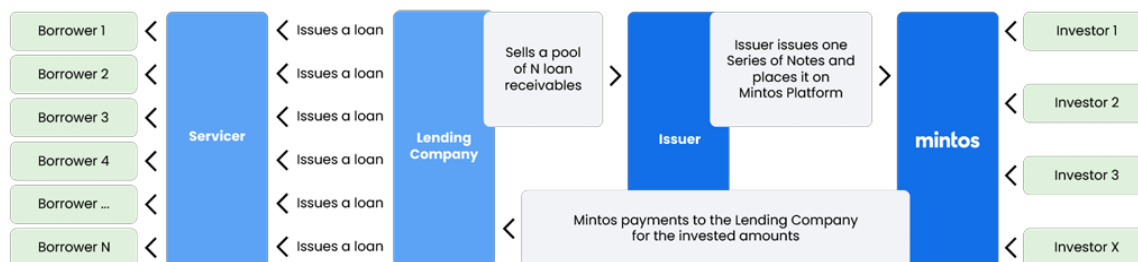 Borrower 1
Borrower 2
Borrower 3
Borrower 4
Borrower ...
Borrower N
Servicer
Issues a loan
Issues a loan
Issues a loan
Issues a loan
Issues a loan
Issues a loan
Lending
Company
Sells a pool
of N loan
receivables
Issuer
Issuer issues one
Series of Notes and
places it on
Mintos Platform
Mintos payments to the Lending Company
for the invested amounts
mintos
Investor 1
Investor 2
Investor 3
Investor X